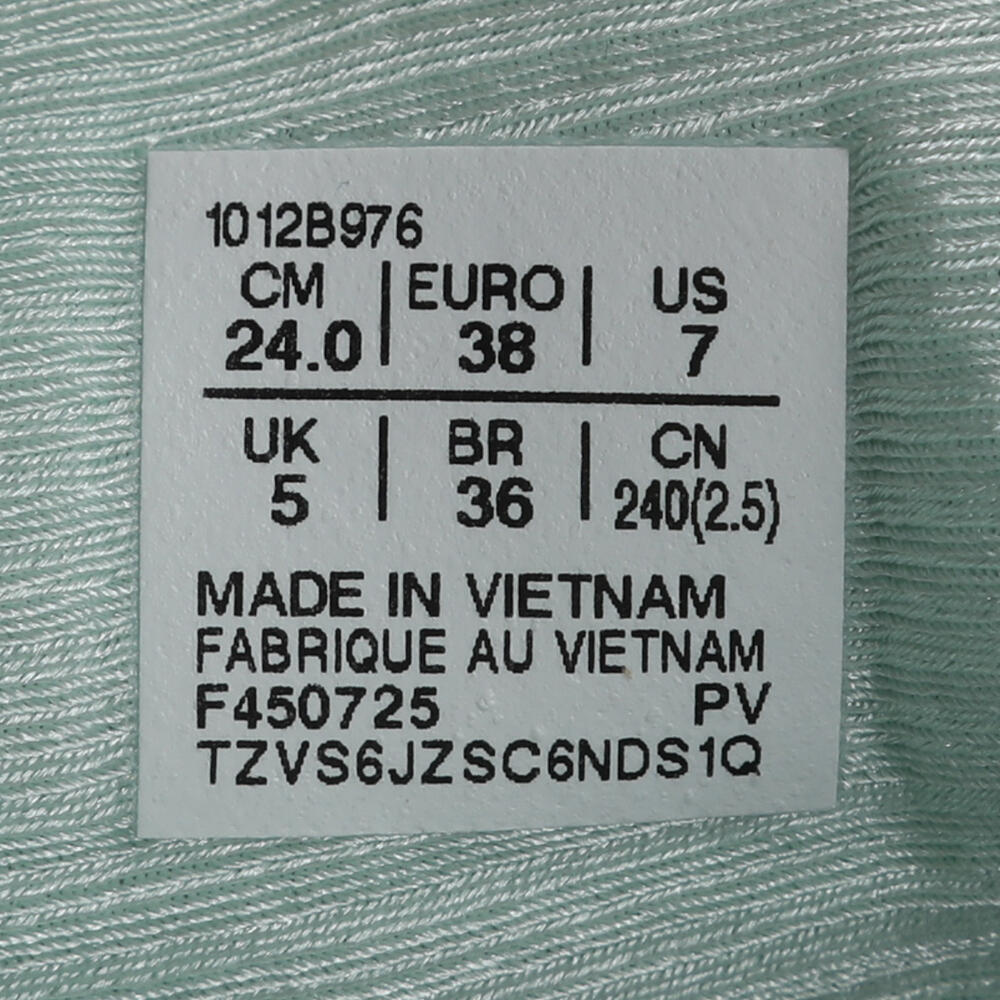 1012B976
CM | EURO | US
24.0 | 38 | 7
UK | BR | CN
5 | 36 | 240(2.5)
MADE IN VIETNAM
FABRIQUE AU VIETNAM
F450725 PV
TZVS6JZSC6NDS1Q